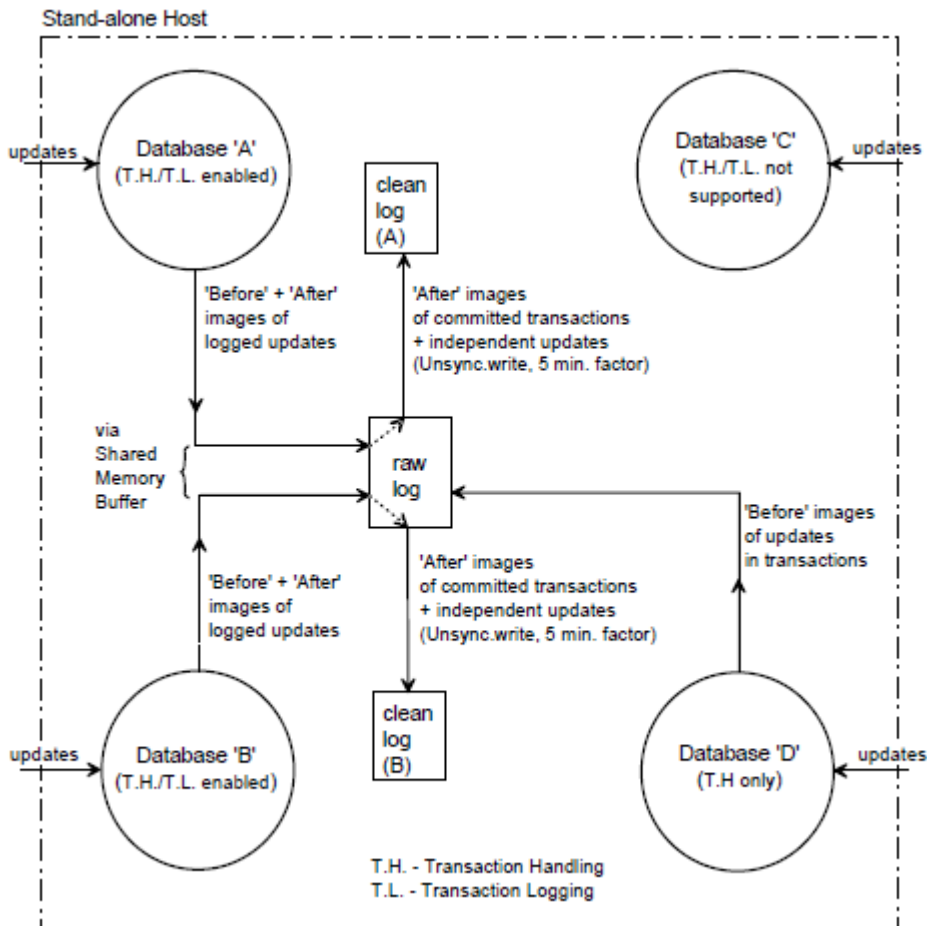 Stand-alone Host
updates
Database 'A'
(T.H./T.L. enabled)
clean
log
(A)
Database 'C'
(T.H./T.L. not
supported)
updates
'Before' + 'After'
images of
logged updates
'After' images
of committed transactions
+ independent updates
(Unsync.write, 5 min. factor)
via
Shared
Memory
Buffer
raw
log
'Before' images
of updates
in transactions
'Before' + 'After'
images of
logged updates
'After' images
of committed transactions
+ independent updates
(Unsync.write, 5 min. factor)
updates
Database 'B'
(T.H./T.L. enabled)
clean
log
(B)
Database 'D'
(T.H only)
updates
T.H. - Transaction Handling
T.L. - Transaction Logging